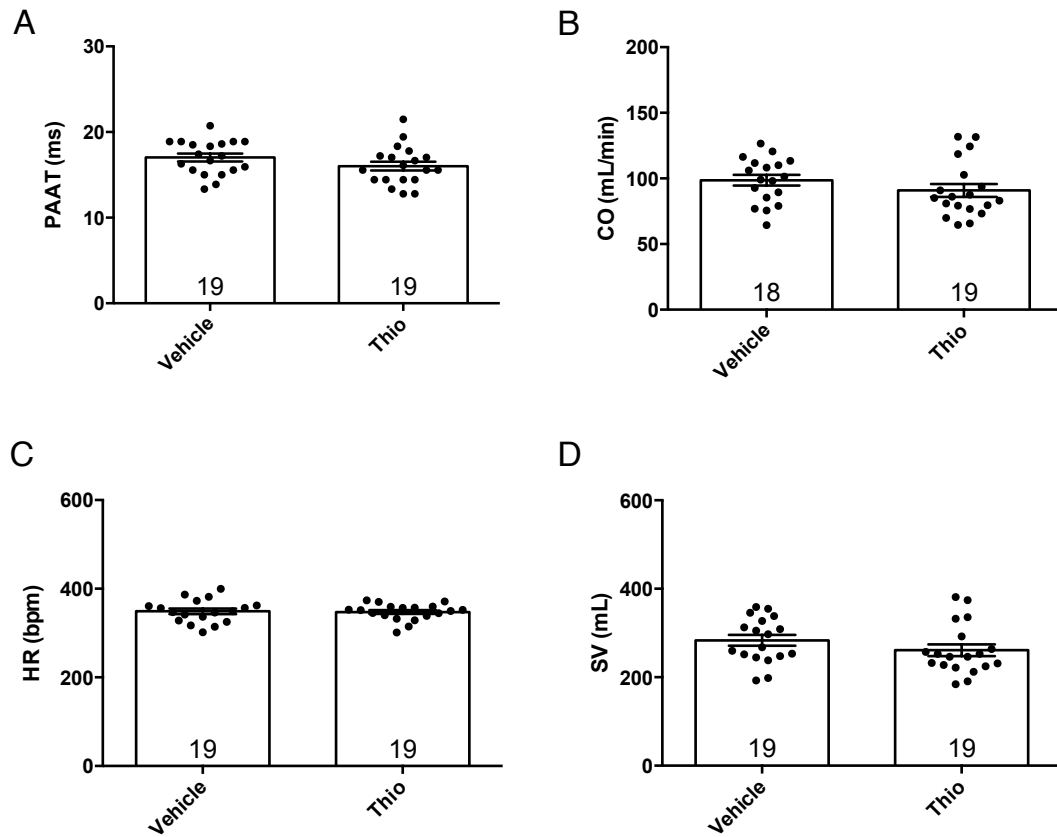 A
PAAT (ms)
30
20
10
0
19
19
Vehicle
Thio
B
CO (mL/min)
200
150
100
50
0
18
19
Vehicle
Thio
C
HR (bpm)
600
400
200
0
19
19
Vehicle
Thio
D
SV (mL)
600
400
200
0
19
19
Vehicle
Thio